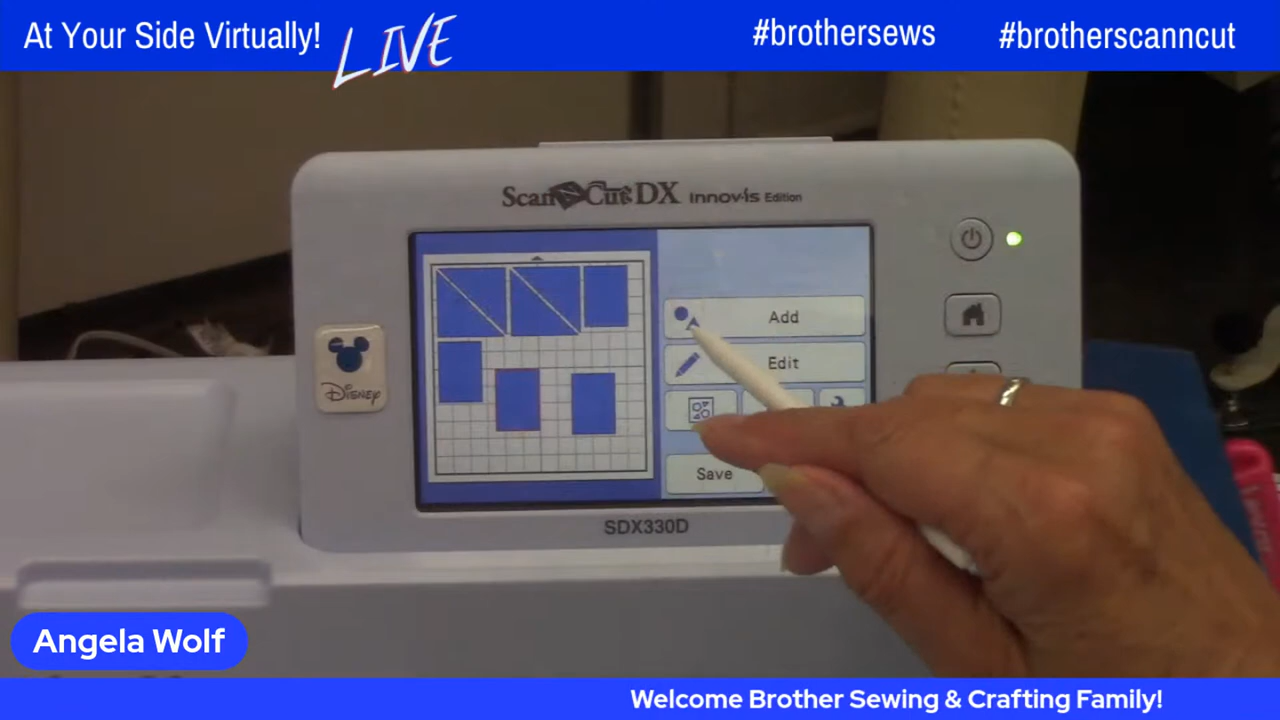 At Your Side Virtually! LIVE
#brothersews
#brotherscanncut
ScanNCut DX Innov-ís Edition
Add
Edit
Save
Disney
SDX330D
Angela Wolf
Welcome Brother Sewing & Crafting Family!